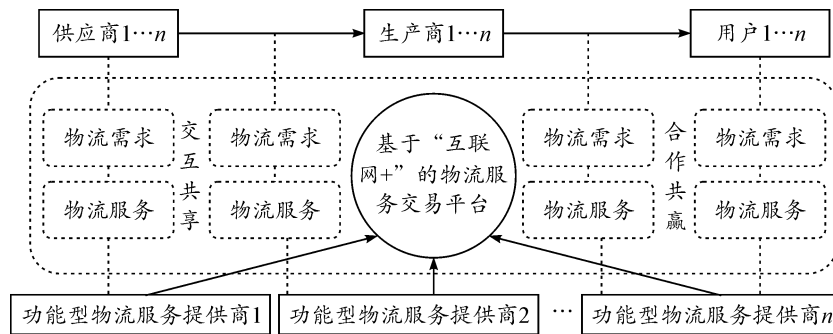 供应商1…n
生产商1…n
用户1…n
物流需求
交互共享
物流需求
基于“互联
网+”的物流服
务交易平台
物流需求
合作共赢
物流需求
物流服务
物流服务
物流服务
物流服务
功能型物流服务提供商1
功能型物流服务提供商2
…
功能型物流服务提供商n